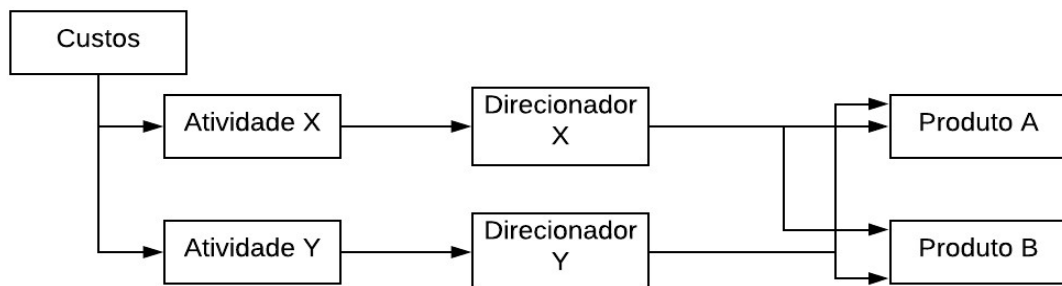 Custos
Atividade X
Direcionador
X
Produto A
Atividade Y
Direcionador
Y
Produto B